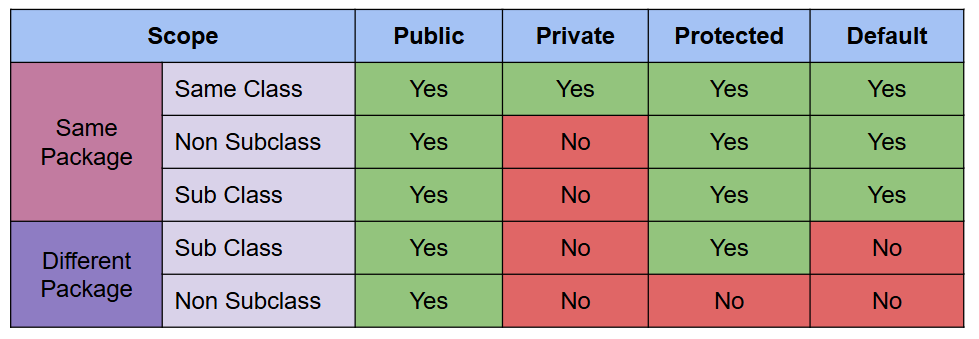 Scope Public Private Protected Default
Same Package
Same Class Yes Yes Yes Yes
Non Subclass Yes No Yes Yes
Sub Class Yes No Yes Yes
Different Package
Sub Class Yes No Yes No
Non Subclass Yes No No No